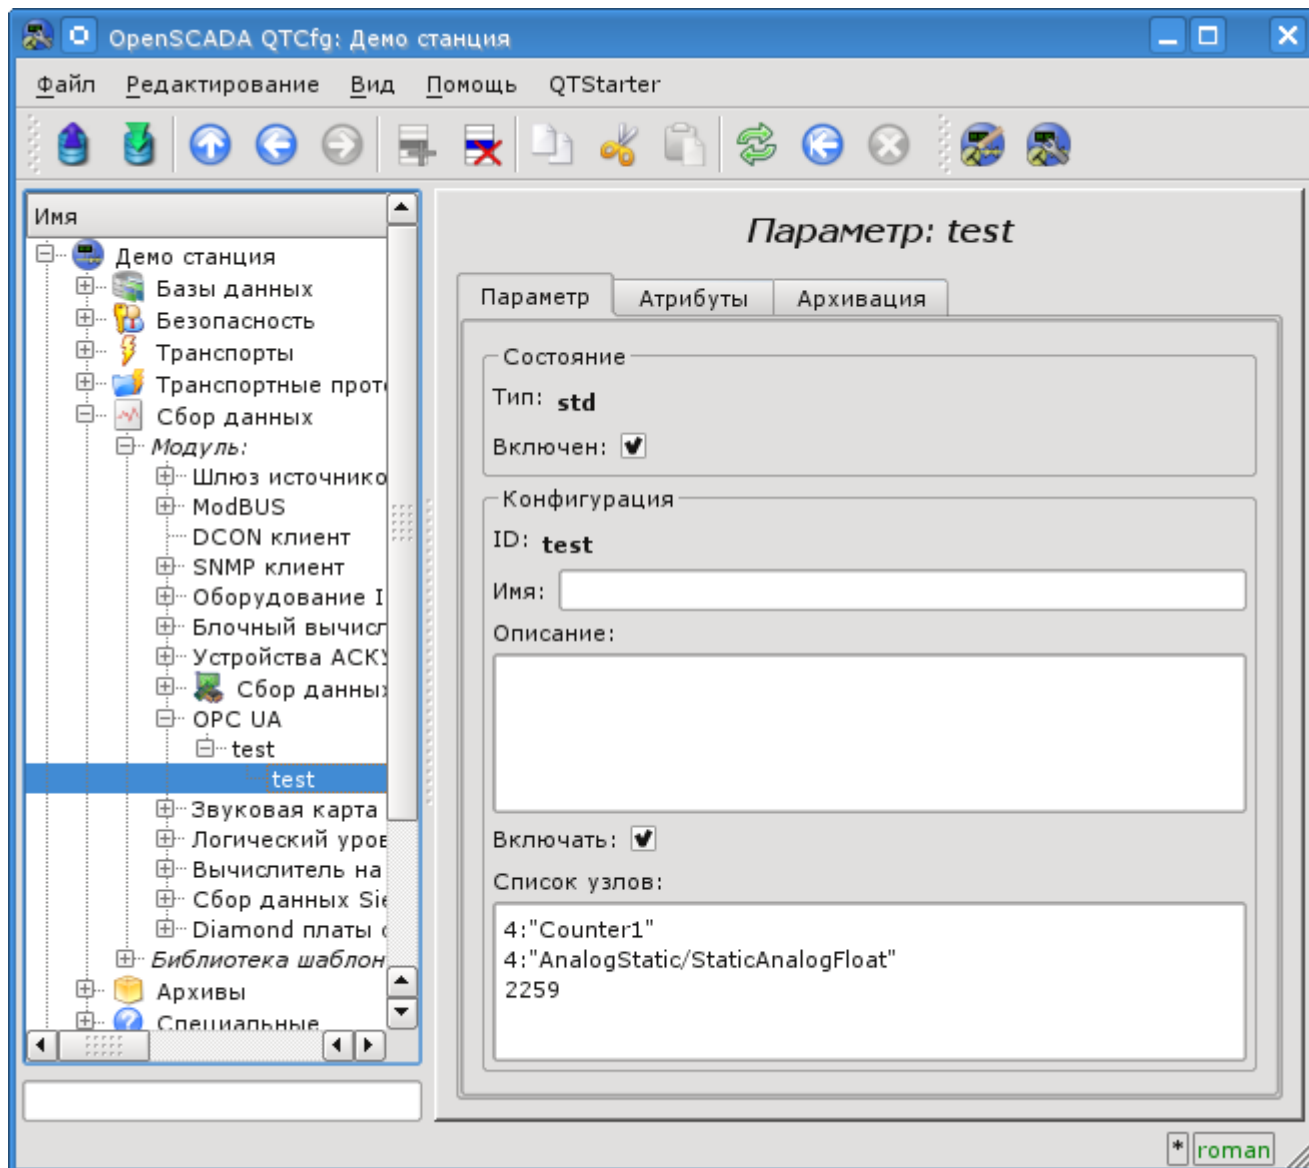 OpenSCADA QTCfg: Демо станция
Файл Редактирование Вид Помощь QTStarter
Имя
Демо станция
Базы данных
Безопасность
Транспорты
Транспортные прот
Сбор данных
Модуль:
Шлюз источнико
ModBUS
DCON клиент
SNMP клиент
Оборудование I
Блочный вычисл
Устройства АСКУ
Сбор данных
OPC UA
test
test
Звуковая карта
Логический уров
Вычислитель на
Сбор данных Sie
Diamond платы
Библиотека шаблон
Архивы
Специальные
Параметр: test
Параметр Атрибуты Архивация
Состояние
Тип: std
Включен:
Конфигурация
ID: test
Имя:
Описание:
Включать:
Список узлов:
4:"Counter1"
4:"AnalogStatic/StaticAnalogFloat"
2259
* roman